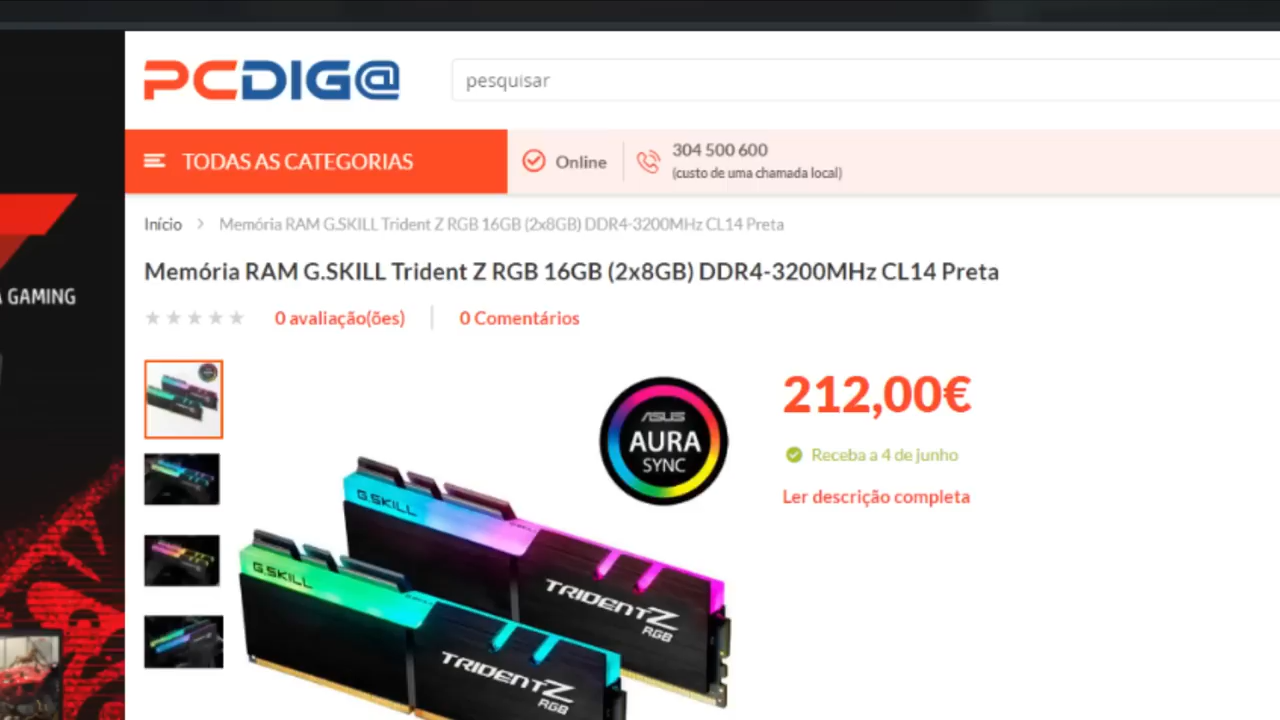 PCDIG@
pesquisar
TODAS AS CATEGORIAS
Online
304 500 600
(custo de uma chamada local)
Início > Memória RAM G.SKILL Trident Z RGB 16GB (2x8GB) DDR4-3200MHz CL14 Preta
GAMING
Memória RAM G.SKILL Trident Z RGB 16GB (2x8GB) DDR4-3200MHz CL14 Preta
0 avaliação(ões)
0 Comentários
212,00€
ASUS
AURA
SYNC
Receba a 4 de junho
Ler descrição completa
G.SKILL
TRIDENT Z
RGB
G.SKILL
TRIDENT Z
RGB